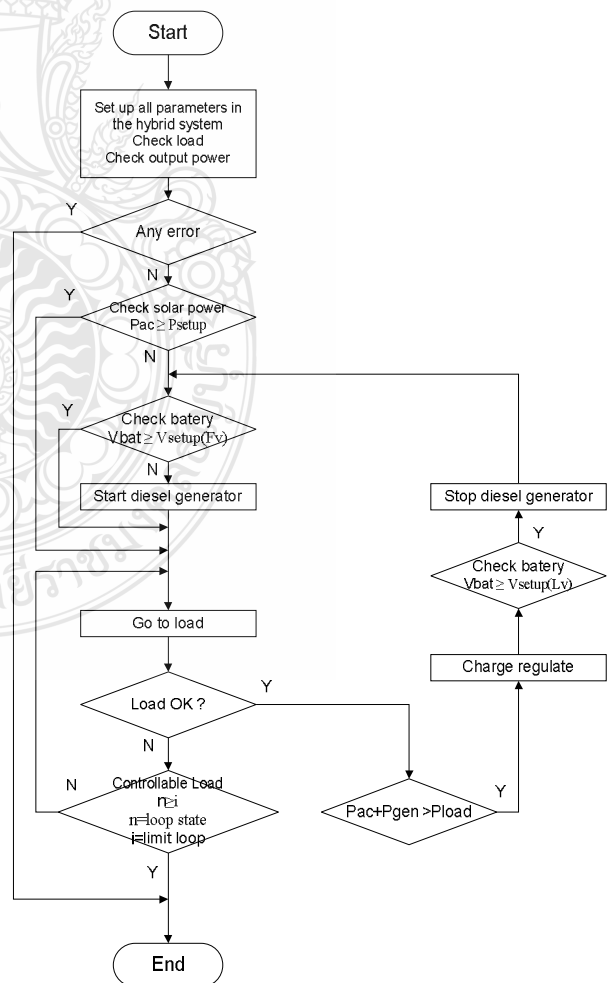 Start
Set up all parameters in
the hybrid system
Check load
Check output power
Y
Any error
N
Y
Check solar power
Pac ≥ Psetup
N
Y
Check batery
Vbat ≥ Vsetup(Fv)
N
Start diesel generator
Stop diesel generator
Y
Check batery
Vbat ≥ Vsetup(Lv)
Go to load
Charge regulate
Load OK ?
Y
N
N
Controllable Load
n≥i
n=loop state
i=limit loop
Y
Pac+Pgen >Pload
Y
End